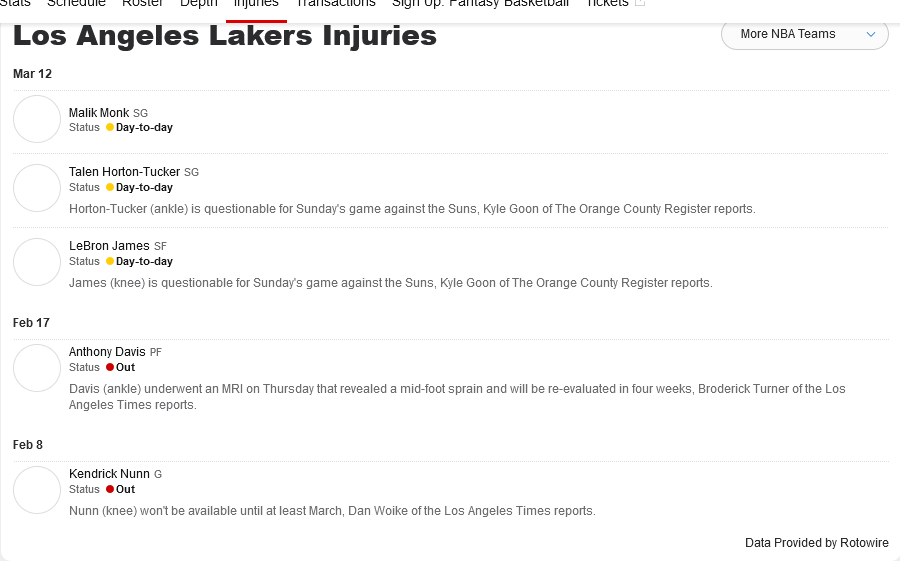 Stats Schedule Roster Depth Injuries Transactions Sign Up: Fantasy Basketball Tickets
Los Angeles Lakers Injuries
More NBA Teams
Mar 12
Malik Monk SG
Status Day-to-day
Talen Horton-Tucker SG
Status Day-to-day
Horton-Tucker (ankle) is questionable for Sunday's game against the Suns, Kyle Goon of The Orange County Register reports.
LeBron James SF
Status Day-to-day
James (knee) is questionable for Sunday's game against the Suns, Kyle Goon of The Orange County Register reports.
Feb 17
Anthony Davis PF
Status Out
Davis (ankle) underwent an MRI on Thursday that revealed a mid-foot sprain and will be re-evaluated in four weeks, Broderick Turner of the Los
Angeles Times reports.
Feb 8
Kendrick Nunn G
Status Out
Nunn (knee) won't be available until at least March, Dan Woike of the Los Angeles Times reports.
Data Provided by Rotowire